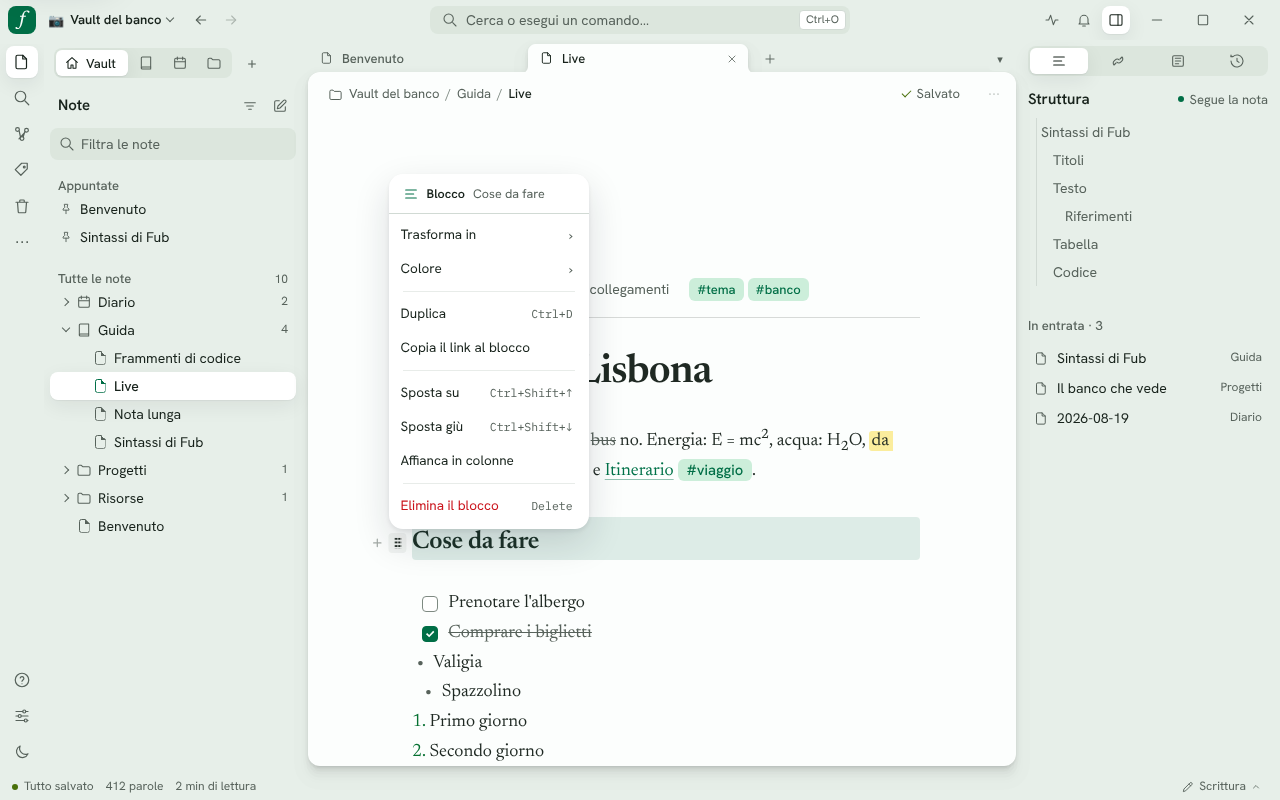 Vault del banco
Cerca o esegui un comando…
Ctrl+O
Vault
Note
Filtra le note
Appuntate
Benvenuto
Sintassi di Fub
Tutte le note 10
Diario 2
Guida 4
Frammenti di codice
Live
Nota lunga
Sintassi di Fub
Progetti 1
Risorse 1
Benvenuto
Tutto salvato 412 parole 2 min di lettura
Benvenuto
Live
Vault del banco / Guida / Live
Salvato
collegamenti #tema #banco
Lisbona
bus no. Energia: E = mc², acqua: H₂O, da
e Itinerario #viaggio.
Blocco Cose da fare
Trasforma in
Colore
Duplica Ctrl+D
Copia il link al blocco
Sposta su Ctrl+Shift+↑
Sposta giù Ctrl+Shift+↓
Affianca in colonne
Elimina il blocco Delete
Cose da fare
Prenotare l'albergo
Comprare i biglietti
• Valigia
• Spazzolino
1. Primo giorno
2. Secondo giorno
Struttura
Segue la nota
Sintassi di Fub
Titoli
Testo
Riferimenti
Tabella
Codice
In entrata · 3
Sintassi di Fub Guida
Il banco che vede Progetti
2026-08-19 Diario
Scrittura